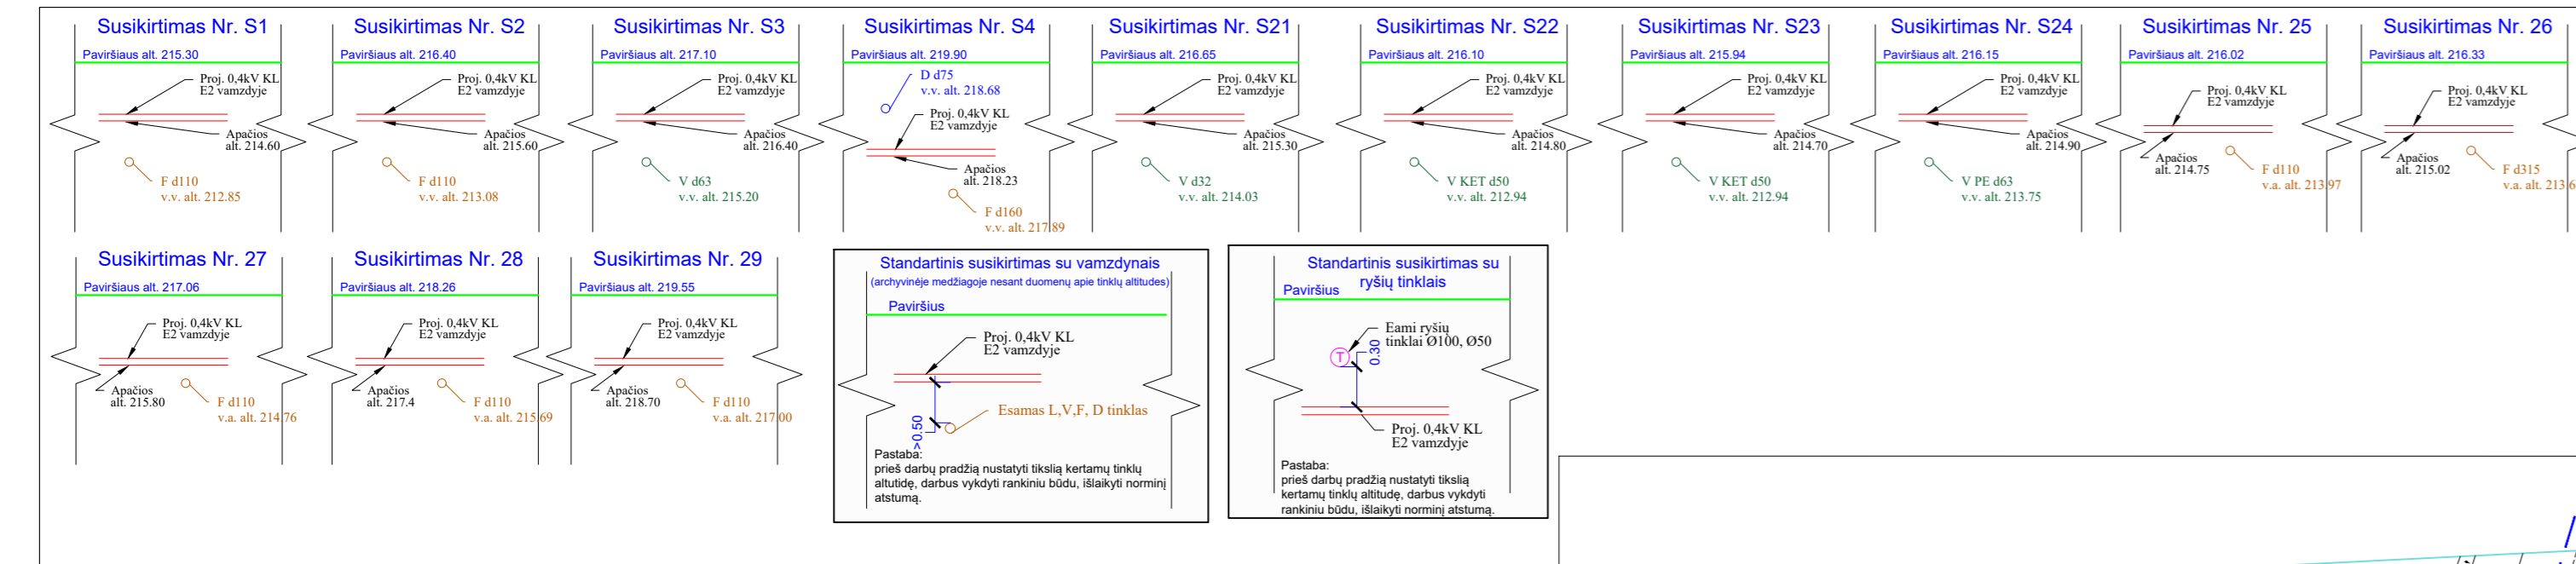 Susikirtimas Nr. S1
Paviršiaus alt. 215.30
Proj. 0,4kV KL
E2 vamzdyje
Apačios
alt. 214.60
F d110
v.v. alt. 212.85
Susikirtimas Nr. S2
Paviršiaus alt. 216.40
Proj. 0,4kV KL
E2 vamzdyje
Apačios
alt. 215.60
F d110
v.v. alt. 213.08
Susikirtimas Nr. S3
Paviršiaus alt. 217.10
Proj. 0,4kV KL
E2 vamzdyje
Apačios
alt. 216.40
V d63
v.v. alt. 215.20
Susikirtimas Nr. S4
Paviršiaus alt. 219.90
D d75
v.v. alt. 218.68
Proj. 0,4kV KL
E2 vamzdyje
Apačios
alt. 218.23
F d160
v.v. alt. 217.89
Susikirtimas Nr. S21
Paviršiaus alt. 216.65
Proj. 0,4kV KL
E2 vamzdyje
Apačios
alt. 215.30
V d32
v.v. alt. 214.03
Susikirtimas Nr. S22
Paviršiaus alt. 216.10
Proj. 0,4kV KL
E2 vamzdyje
Apačios
alt. 214.80
V KET d50
v.v. alt. 212.94
Susikirtimas Nr. S23
Paviršiaus alt. 215.94
Proj. 0,4kV KL
E2 vamzdyje
Apačios
alt. 214.70
V KET d50
v.v. alt. 212.94
Susikirtimas Nr. S24
Paviršiaus alt. 216.15
Proj. 0,4kV KL
E2 vamzdyje
Apačios
alt. 214.90
V PE d63
v.v. alt. 213.75
Susikirtimas Nr. 25
Paviršiaus alt. 216.02
Proj. 0,4kV KL
E2 vamzdyje
Apačios
alt. 214.75
F d110
v.a. alt. 213.97
Susikirtimas Nr. 26
Paviršiaus alt. 216.33
Proj. 0,4kV KL
E2 vamzdyje
Apačios
alt. 215.02
F d315
v.a. alt. 213.6
Susikirtimas Nr. 27
Paviršiaus alt. 217.06
Proj. 0,4kV KL
E2 vamzdyje
Apačios
alt. 215.80
F d110
v.a. alt. 214.76
Susikirtimas Nr. 28
Paviršiaus alt. 218.26
Proj. 0,4kV KL
E2 vamzdyje
Apačios
alt. 217.4
F d110
v.a. alt. 215.69
Susikirtimas Nr. 29
Paviršiaus alt. 219.55
Proj. 0,4kV KL
E2 vamzdyje
Apačios
alt. 218.70
F d110
v.a. alt. 217.00
Standartinis susikirtimas su vamzdynais
(archyvinėje medžiagoje nesant duomenų apie tinklų altitudes)
Paviršius
Proj. 0,4kV KL
E2 vamzdyje
Esamas L,V,F, D tinklas
>0.50
Pastaba:
prieš darbų pradžią nustatyti tikslią kertamų tinklų
altutidę, darbus vykdyti rankiniu būdu, išlaikyti norminį
atstumą.
Standartinis susikirtimas su
ryšių tinklais
Paviršius
Eami ryšių
tinklai Ø100, Ø50
T
0.30
Proj. 0,4kV KL
E2 vamzdyje
Pastaba:
prieš darbų pradžią nustatyti tikslią
kertamų tinklų altitudę, darbus vykdyti
rankiniu būdu, išlaikyti norminį atstumą.